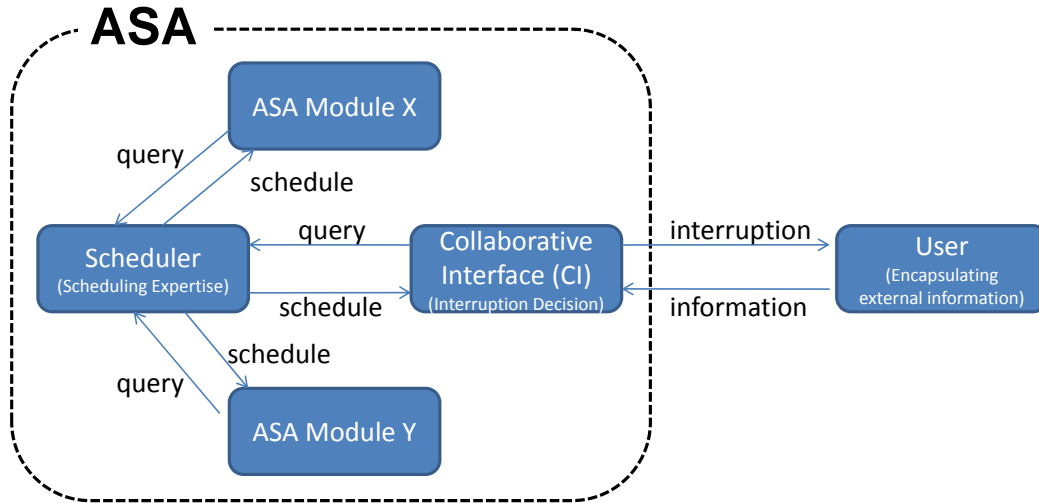 ASA
ASA Module X
query
schedule
Scheduler
(Scheduling Expertise)
query
schedule
Collaborative
Interface (CI)
(Interruption Decision)
interruption
information
User
(Encapsulating
external information)
schedule
query
ASA Module Y